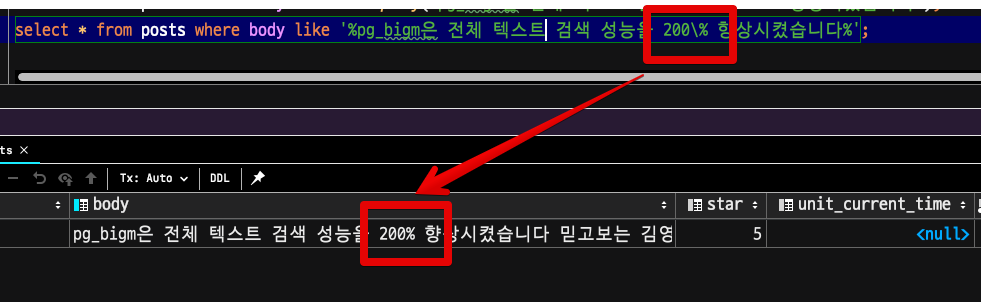 select * from posts where body like '%pg_bigm은 전체 텍스트 검색 성능을 200\% 향상시켰습니다%';
ts ×
Tx: Auto DDL
body star unit_current_time
pg_bigm은 전체 텍스트 검색 성능을 200% 향상시켰습니다 믿고보는 김영 5 <null>